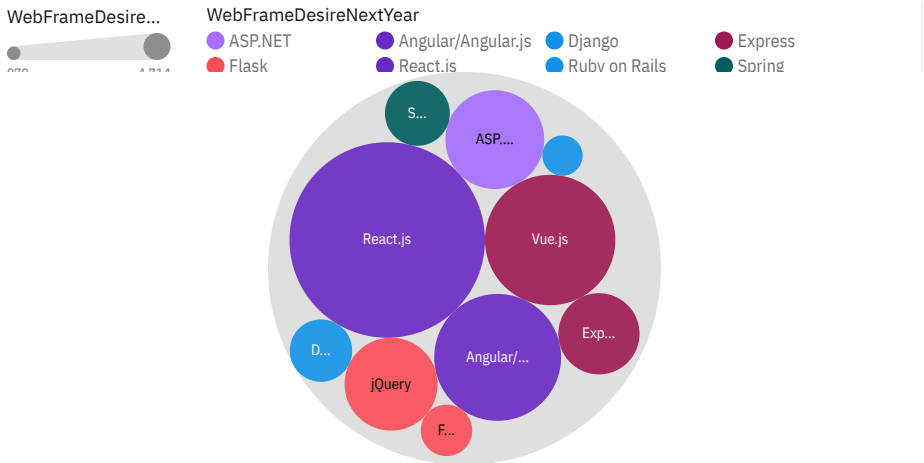 WebFrameDesire...
WebFrameDesireNextYear
ASP.NET
Angular/Angular.js
Django
Express
Flask
React.js
Ruby on Rails
Spring
S...
ASP....
React.js
Vue.js
Exp...
D...
Angular/...
jQuery
F...